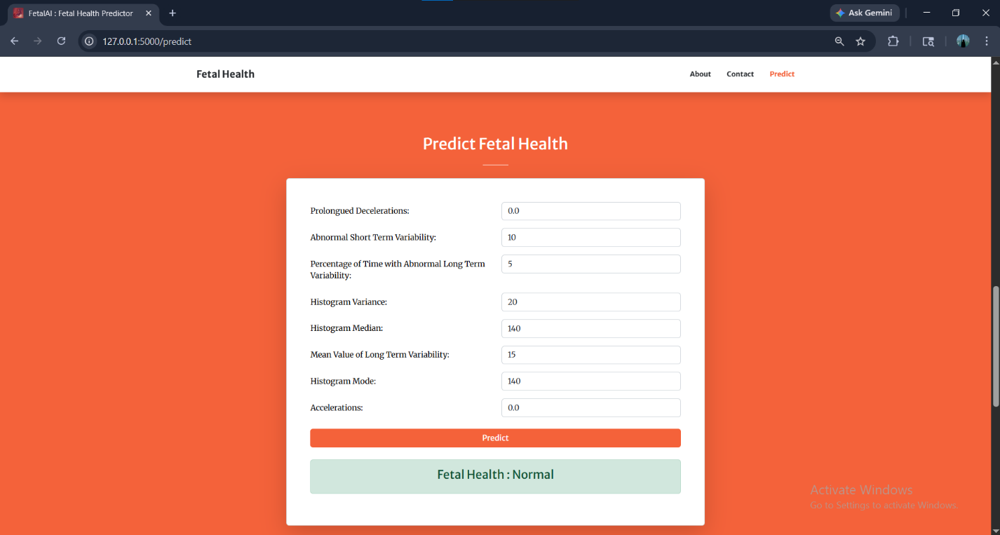 FetalAI : Fetal Health Predictor
Ask Gemini
127.0.0.1:5000/predict
Fetal Health
About
Contact
Predict
Predict Fetal Health
Prolongued Decelerations:
0.0
Abnormal Short Term Variability:
10
Percentage of Time with Abnormal Long Term
Variability:
5
Histogram Variance:
20
Histogram Median:
140
Mean Value of Long Term Variability:
15
Histogram Mode:
140
Accelerations:
0.0
Predict
Fetal Health : Normal
Activate Windows
Go to Settings to activate Windows.